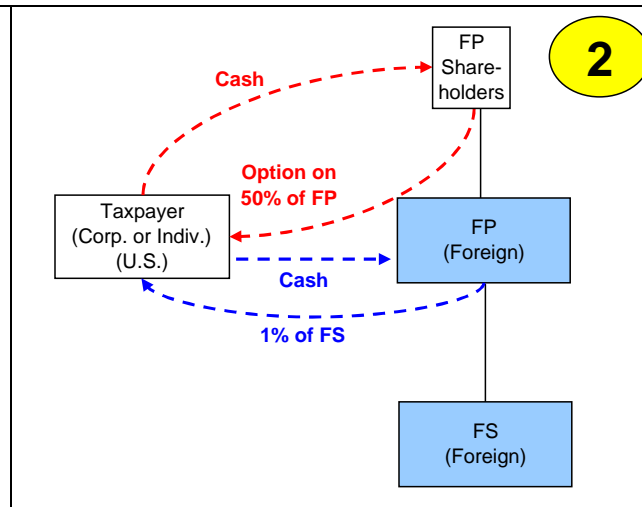 FP
Share-
holders
2
Cash
Option on
50% of FP
Taxpayer
(Corp. or Indiv.)
(U.S.)
FP
(Foreign)
Cash
1% of FS
FS
(Foreign)